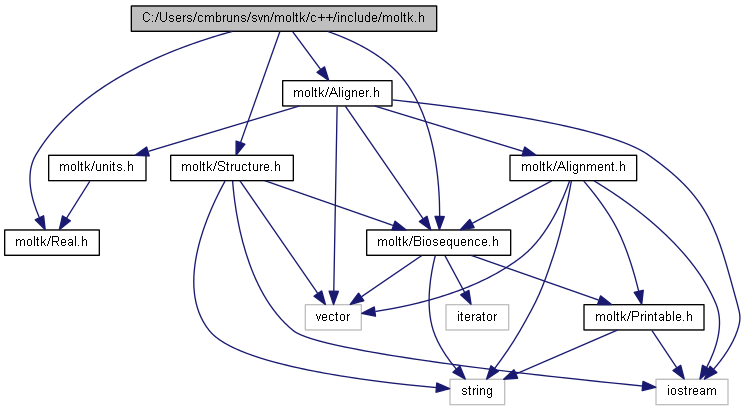 C:/Users/cmbruns/svn/moltk/c++/include/moltk.h
moltk/Aligner.h
moltk/units.h
moltk/Structure.h
moltk/Alignment.h
moltk/Real.h
moltk/Biosequence.h
vector
iterator
moltk/Printable.h
string
iostream